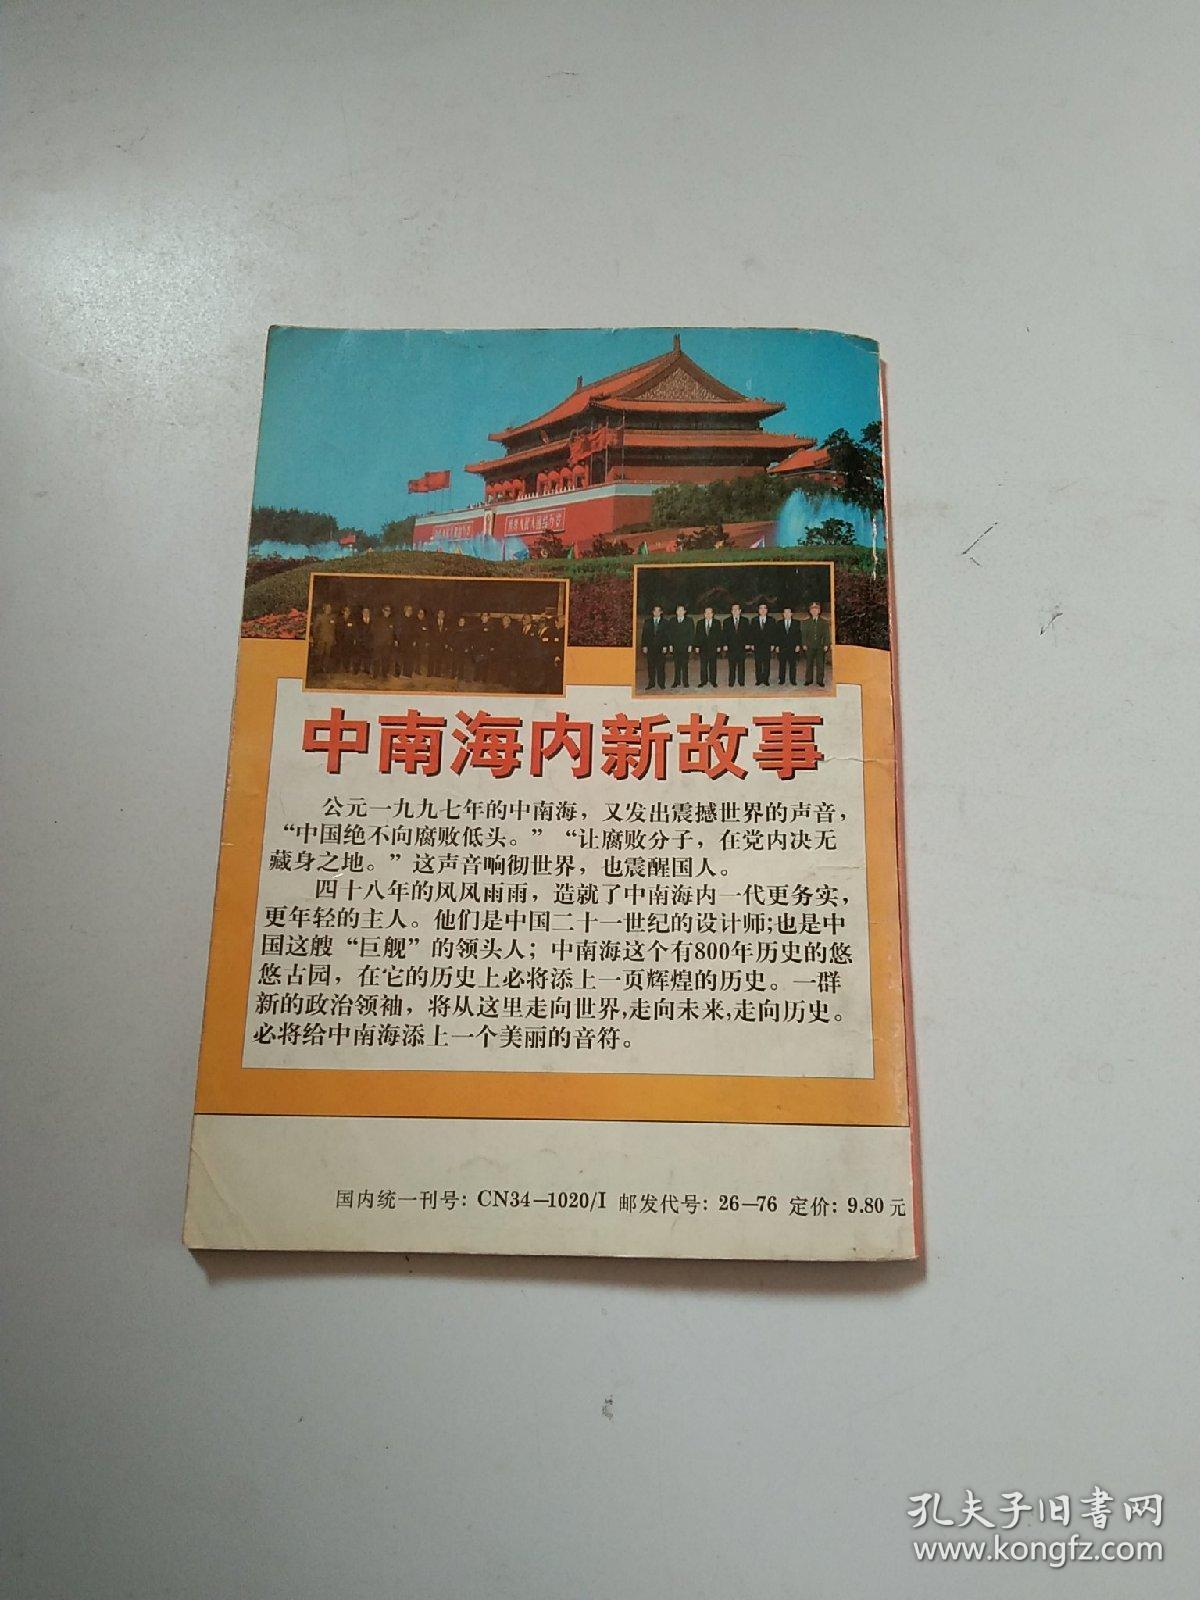 中南海内新故事
公元一九九七年的中南海，又发出震撼世界的声音，
“中国绝不向腐败低头。”“让腐败分子，在党内决无
藏身之地。”这声音响彻世界，也震醒国人。
四十八年的风风雨雨，造就了中南海内一代更务实，
更年轻的主人。他们是中国二十一世纪的设计师;也是中
国这艘“巨舰”的领头人；中南海这个有800年历史的悠
悠古园，在它的历史上必将添上一页辉煌的历史。一群
新的政治领袖，将从这里走向世界,走向未来,走向历史。
必将给中南海添上一个美丽的音符。
国内统一刊号：CN34—1020/I 邮发代号：26—76 定价：9.80元
孔夫子旧书网
www.kongfz.com